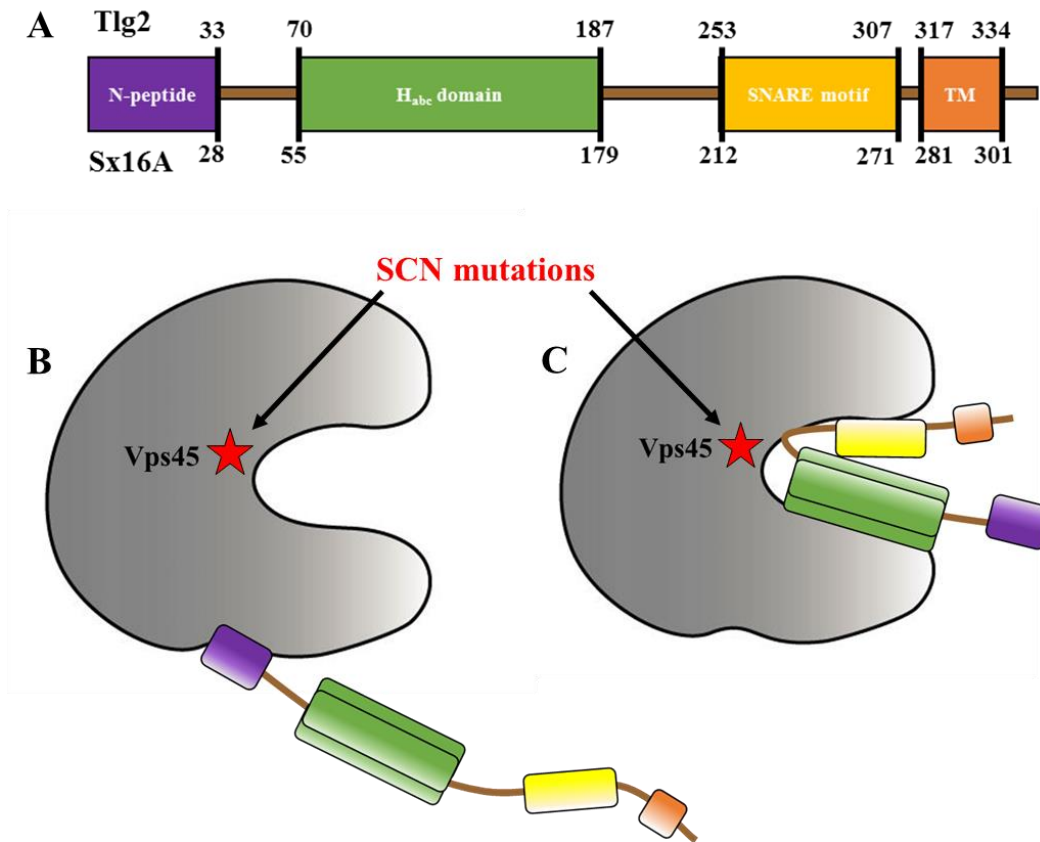 A
Tlg2 33 70 187 253 307 317 334
N-peptide H_abc domain SNARE motif TM
Sx16A 28 55 179 212 271 281 301
SCN mutations
B C
Vps45 Vps45